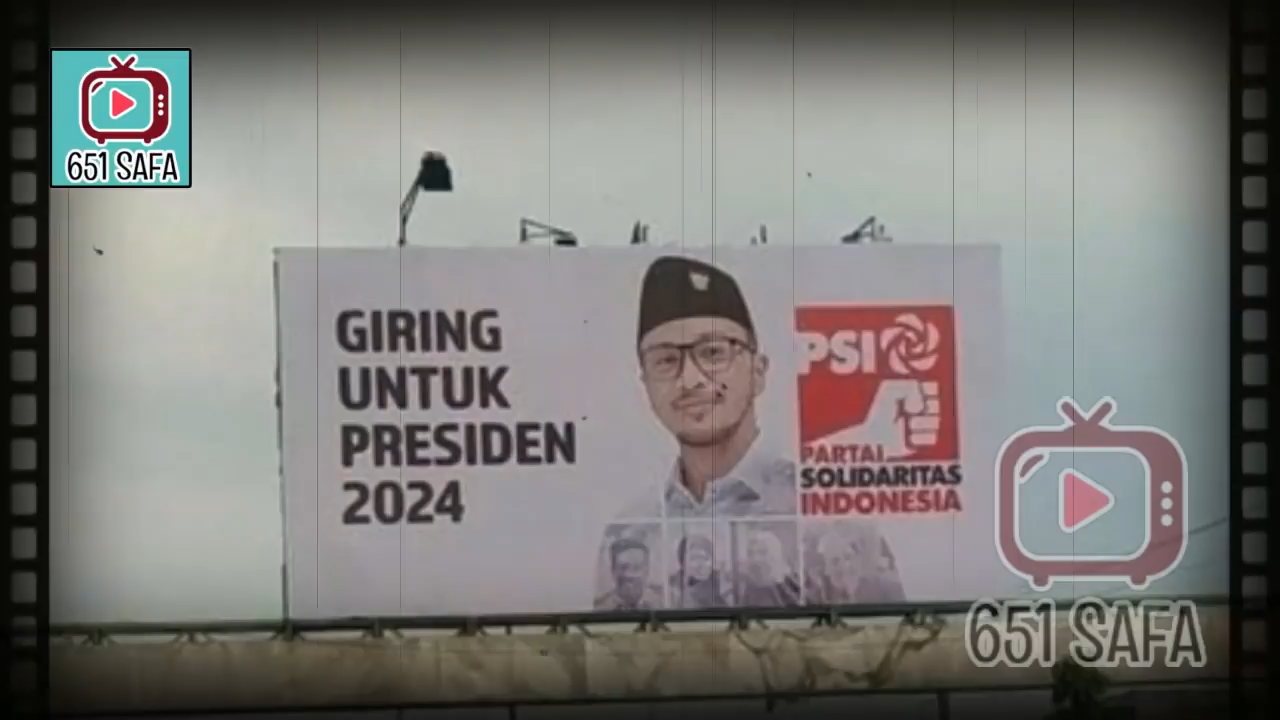 651 SAFA
GIRING
UNTUK
PRESIDEN
2024
PSI
PARTAI
SOLIDARITAS
INDONESIA
651 SAFA